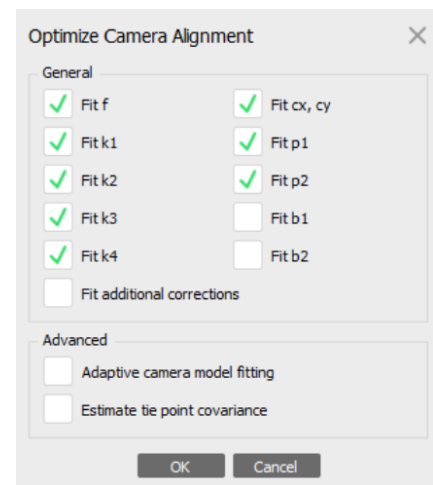 Optimize Camera Alignment
General
Fit f
Fit cx, cy
Fit k1
Fit p1
Fit k2
Fit p2
Fit k3
Fit b1
Fit k4
Fit b2
Fit additional corrections
Advanced
Adaptive camera model fitting
Estimate tie point covariance
OK
Cancel